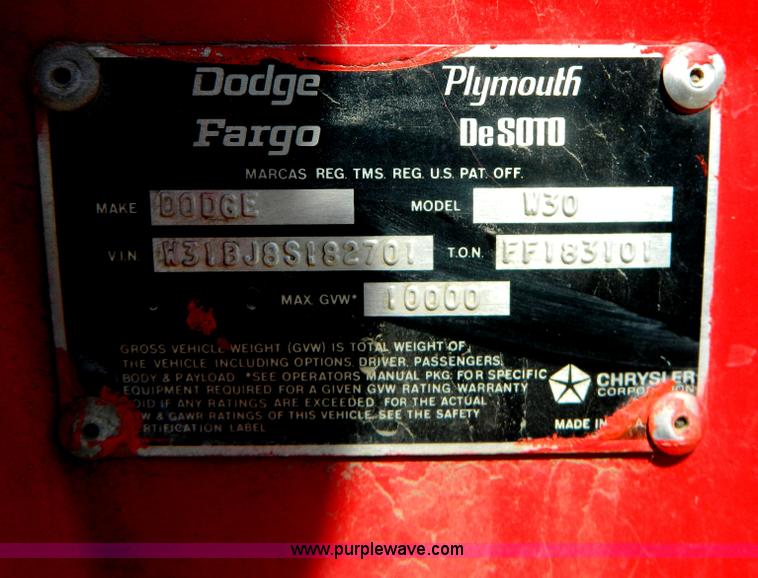 Dodge Plymouth
Fargo DeSOTO
MARCAS REG. TMS. REG. U.S. PAT. OFF.
MAKE DODGE MODEL W30
V.I.N. W31BJ8S182701 T.O.N. FF183101
MAX. GVW* 10000
GROSS VEHICLE WEIGHT (GVW) IS TOTAL WEIGHT OF
THE VEHICLE INCLUDING OPTIONS, DRIVER, PASSENGERS,
BODY & PAYLOAD *SEE OPERATORS MANUAL PKG. FOR SPECIFIC
EQUIPMENT REQUIRED FOR A GIVEN GVW RATING. WARRANTY
IF ANY RATINGS ARE EXCEEDED. FOR THE ACTUAL
& GAWR RATINGS OF THIS VEHICLE SEE THE SAFETY
LABEL
CHRYSLER
CORPORATION
MADE IN
www.purplewave.com